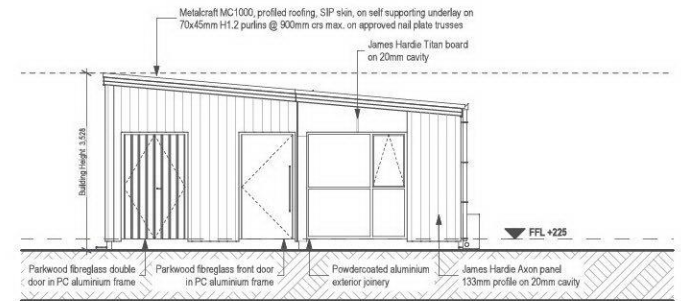 Metalcraft MC1000, profiled roofing, SIP skin, on self supporting underlay on
70x45mm H1.2 purlins @ 900mm crs max. on approved nail plate trusses
James Hardie Titan board
on 20mm cavity
Building Height 3,528
FFL +225
Parkwood fibreglass double
door in PC aluminium frame
Parkwood fibreglass front door
in PC aluminium frame
Powdercoated aluminium
exterior joinery
James Hardie Axon panel
133mm profile on 20mm cavity